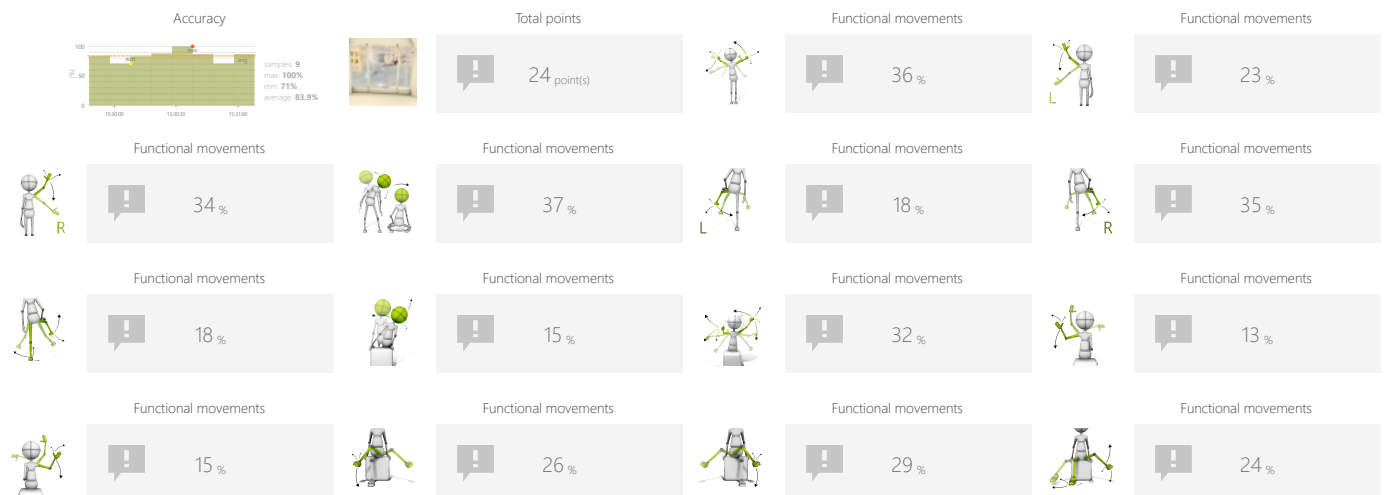 Accuracy
100
max
min
avg
(%)
50
0
15:30:00
15:30:30
15:31:00
samples: 9
max: 100%
min: 71%
average: 83.9%
Total points
24 point(s)
Functional movements
36 %
Functional movements
L
23 %
Functional movements
R
34 %
Functional movements
37 %
Functional movements
L
18 %
Functional movements
R
35 %
Functional movements
18 %
Functional movements
15 %
Functional movements
32 %
Functional movements
13 %
Functional movements
15 %
Functional movements
26 %
Functional movements
29 %
Functional movements
24 %